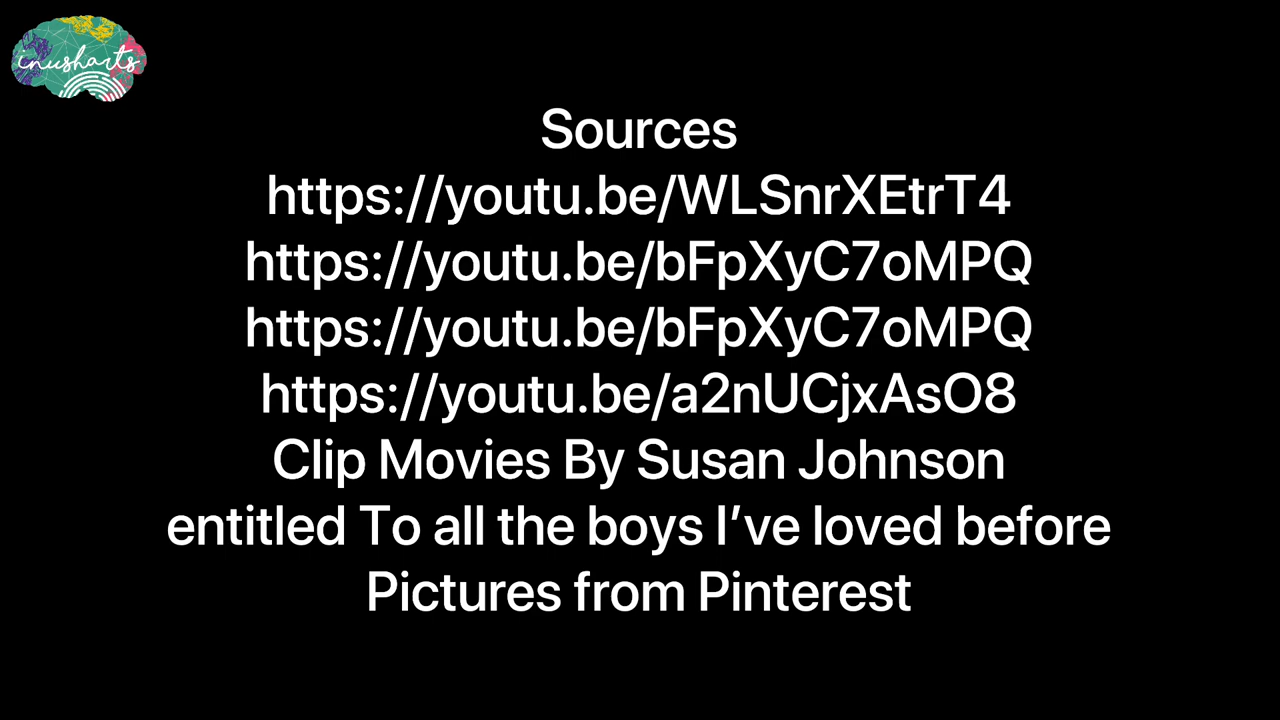 inusharts
Sources
https://youtu.be/WLSnrXEtrT4
https://youtu.be/bFpXyC7oMPQ
https://youtu.be/bFpXyC7oMPQ
https://youtu.be/a2nUCjxAsO8
Clip Movies By Susan Johnson
entitled To all the boys I’ve loved before
Pictures from Pinterest